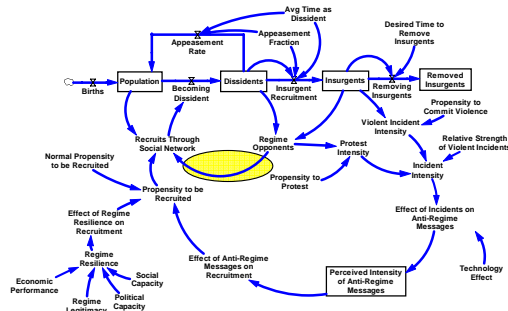 Avg Time as
Dissident
Appeasement
Rate
Appeasement
Fraction
Desired Time to
Remove
Insurgents
Births
Population
Becoming
Dissident
Dissidents
Insurgent
Recruitment
Insurgents
Removing
Insurgents
Removed
Insurgents
Recruits Through
Social Network
Regime
Opponents
Protest
Intensity
Violent Incident
Intensity
Propensity to
Commit Violence
Relative Strength
of Violent Incidents
Incident
Intensity
Normal Propensity
to be Recruited
Propensity to be
Recruited
Propensity to
Protest
Effect of Regime
Resilience on
Recruitment
Regime
Resilience
Economic
Performance
Regime
Legitimacy
Political
Capacity
Social
Capacity
Effect of Anti-Regime
Messages on
Recruitment
Perceived Intensity
of Anti-Regime
Messages
Effect of Incidents on
Anti-Regime
Messages
Technology
Effect